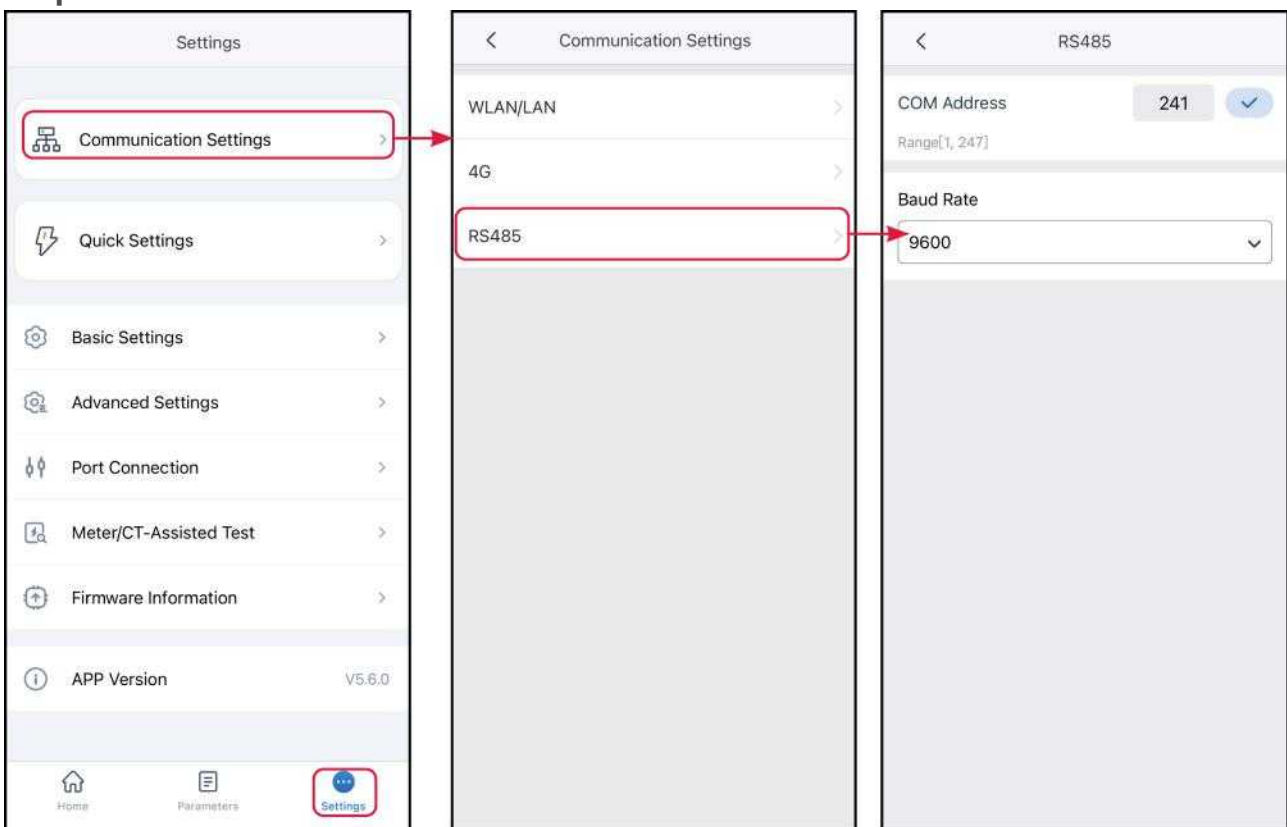 Settings
Communication Settings
Quick Settings
Basic Settings
Advanced Settings
Port Connection
Meter/CT-Assisted Test
Firmware Information
APP Version V5.6.0
Home Parameters Settings
Communication Settings
WLAN/LAN
4G
RS485
RS485
COM Address 241
Range[1, 247]
Baud Rate
9600